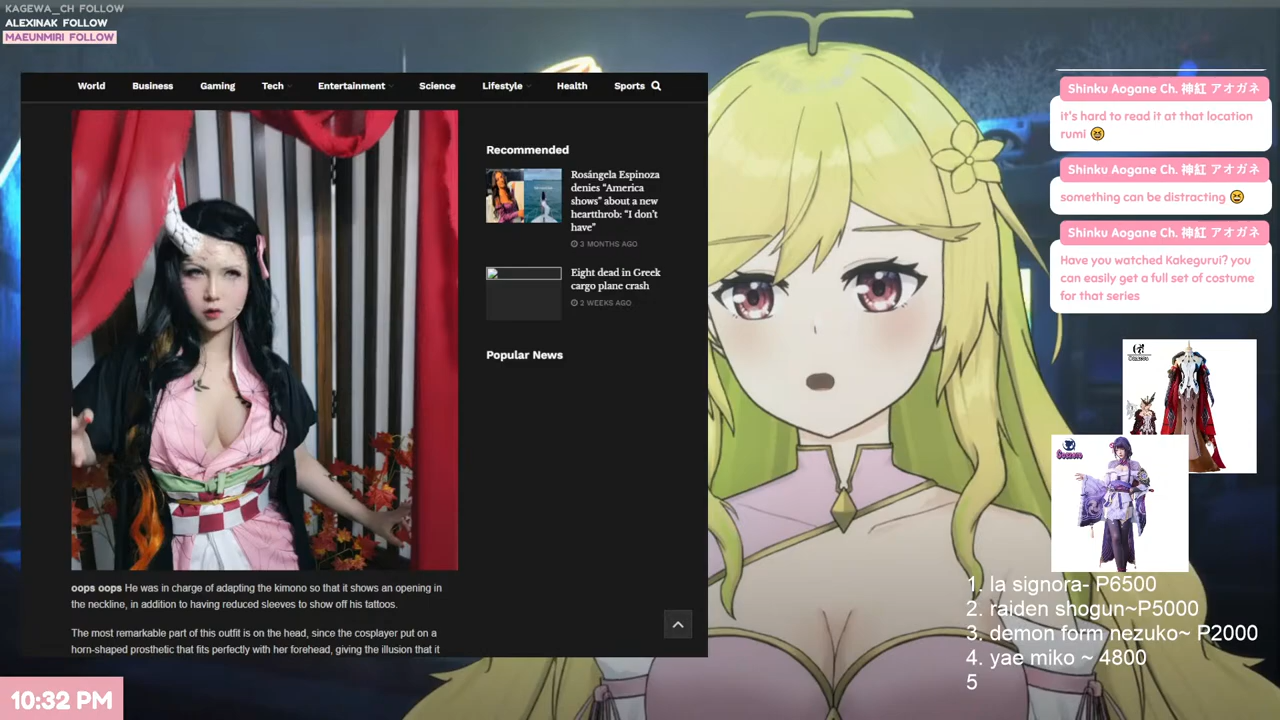 KAGEWA_CH FOLLOW
ALEXINAK FOLLOW
MAEUNMIRI FOLLOW
World Business Gaming Tech Entertainment Science Lifestyle Health Sports
Recommended
Rosángela Espinoza
denies “America
shows” about a new
heartthrob: “I don’t
have”
3 MONTHS AGO
Eight dead in Greek
cargo plane crash
3 WEEKS AGO
Popular News
oops oops He was in charge of adapting the kimono so that it shows an opening in
the neckline, in addition to having reduced sleeves to show off his tattoos.
The most remarkable part of this outfit is on the head, since the cosplayer put on a
horn-shaped prosthetic that fits perfectly with her forehead, giving the illusion that it
Shinku Aogane Ch. 神紅 アオガネ
it's hard to read it at that location
rumi 😆
Shinku Aogane Ch. 神紅 アオガネ
something can be distracting 😆
Shinku Aogane Ch. 神紅 アオガネ
Have you watched Kakegurui? you
can easily get a full set of costume
for that series
1. la signora- P6500
2. raiden shogun~P5000
3. demon form nezuko~ P2000
4. yae miko ~ 4800
5
10:32 PM